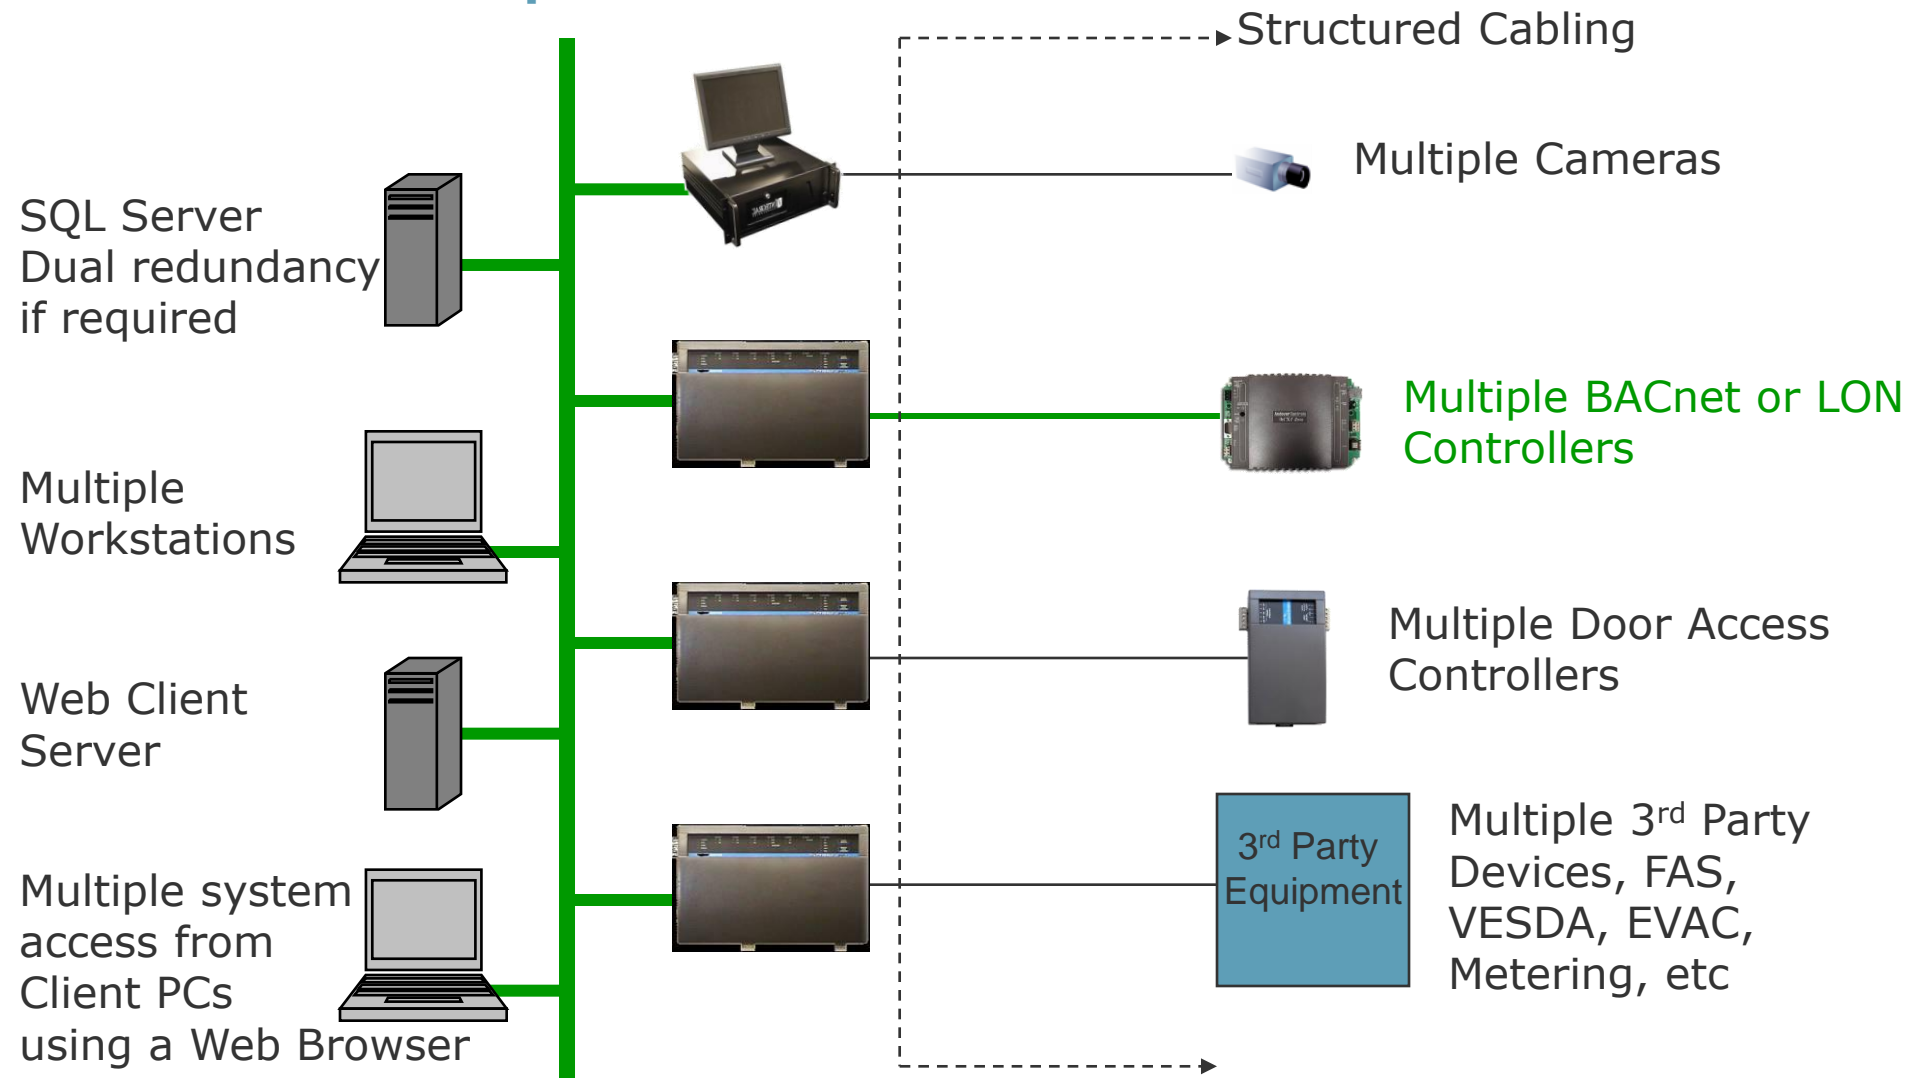 Structured Cabling
Multiple Cameras
SQL Server
Dual redundancy
if required
Multiple BACnet or LON
Controllers
Multiple
Workstations
Multiple Door Access
Controllers
Web Client
Server
3rd Party
Equipment
Multiple 3rd Party
Devices, FAS,
VESDA, EVAC,
Metering, etc
Multiple system
access from
Client PCs
using a Web Browser